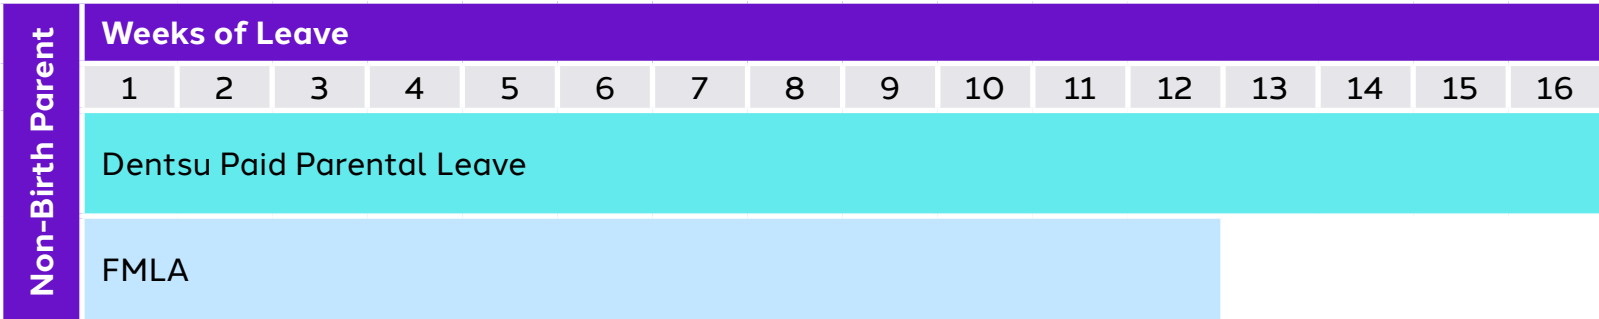 Non-Birth Parent
Weeks of Leave
1 2 3 4 5 6 7 8 9 10 11 12 13 14 15 16
Dentsu Paid Parental Leave
FMLA